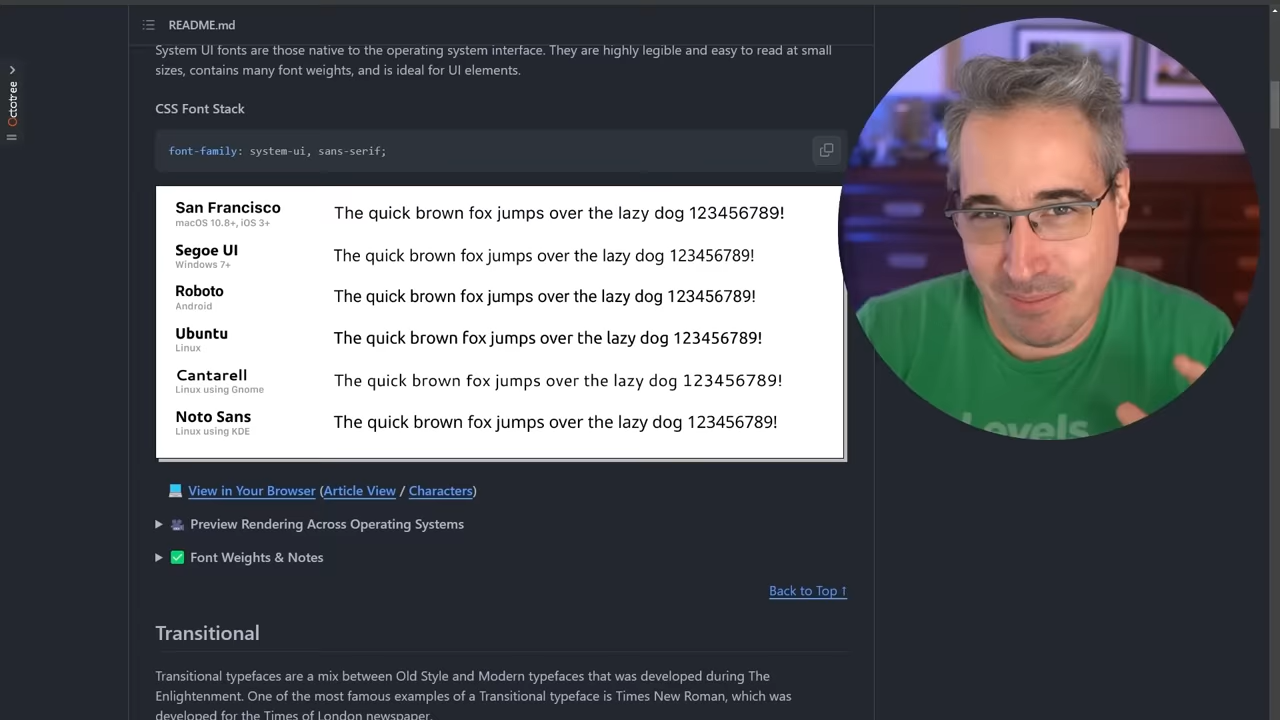 README.md
System UI fonts are those native to the operating system interface. They are highly legible and easy to read at small
sizes, contains many font weights, and is ideal for UI elements.
Octotree
CSS Font Stack
font-family: system-ui, sans-serif;
San Francisco
macOS 10.8+, iOS 3+
The quick brown fox jumps over the lazy dog 123456789!
Segoe UI
Windows 7+
The quick brown fox jumps over the lazy dog 123456789!
Roboto
Android
The quick brown fox jumps over the lazy dog 123456789!
Ubuntu
Linux
The quick brown fox jumps over the lazy dog 123456789!
Cantarell
Linux using Gnome
The quick brown fox jumps over the lazy dog 123456789!
Noto Sans
Linux using KDE
The quick brown fox jumps over the lazy dog 123456789!
View in Your Browser (Article View / Characters)
Preview Rendering Across Operating Systems
Font Weights & Notes
Back to Top ↑
Transitional
Transitional typefaces are a mix between Old Style and Modern typefaces that was developed during The
Enlightenment. One of the most famous examples of a Transitional typeface is Times New Roman, which was
developed for the Times of London newspaper.